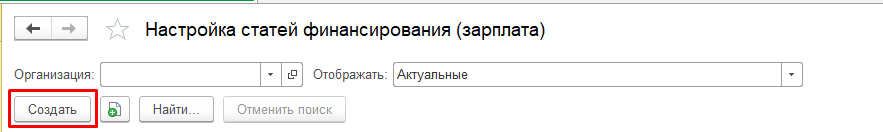 Настройка статей финансирования (зарплата)
Организация: Отображать: Актуальные
Создать Найти... Отменить поиск